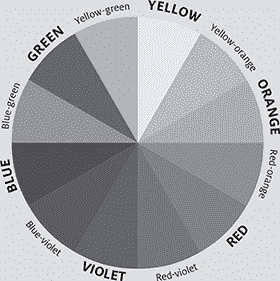 YELLOW
Yellow-orange
ORANGE
Red-orange
RED
Red-violet
VIOLET
Blue-violet
BLUE
Blue-green
GREEN
Yellow-green